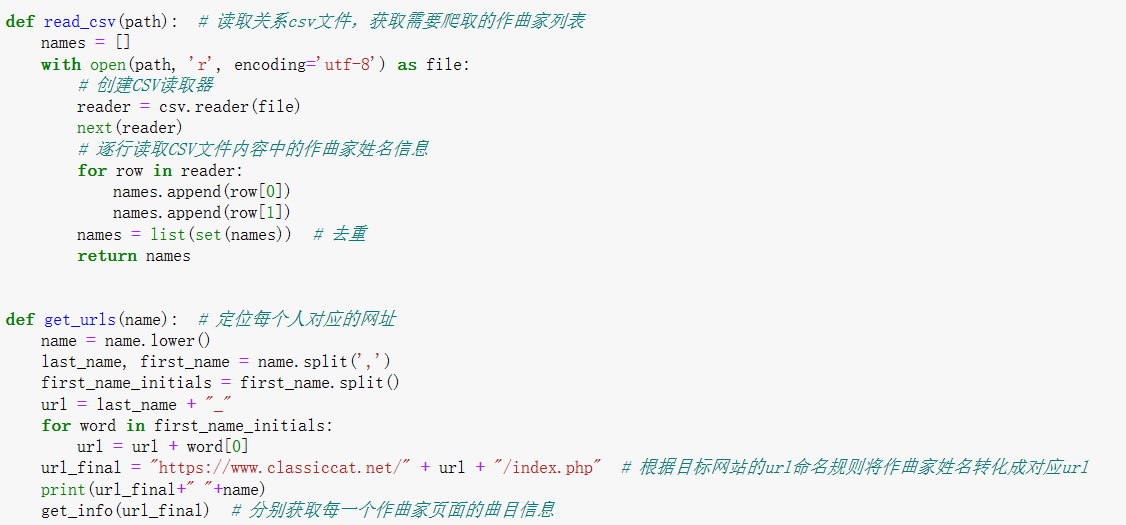 def read_csv(path):  # 读取关系csv文件，获取需要爬取的作曲家列表
    names = []
    with open(path, 'r', encoding='utf-8') as file:
        # 创建CSV读取器
        reader = csv.reader(file)
        next(reader)
        # 逐行读取CSV文件内容中的作曲家姓名信息
        for row in reader:
            names.append(row[0])
            names.append(row[1])
        names = list(set(names))  # 去重
        return names
def get_urls(name):  # 定位每个人对应的网址
    name = name.lower()
    last_name, first_name = name.split(',')
    first_name_initials = first_name.split()
    url = last_name + "_"
    for word in first_name_initials:
        url = url + word[0]
    url_final = "https://www.classiccat.net/" + url + "/index.php"  # 根据目标网站的url命名规则将作曲家姓名转化成对应url
    print(url_final+" "+name)
    get_info(url_final)  # 分别获取每一个作曲家页面的曲目信息